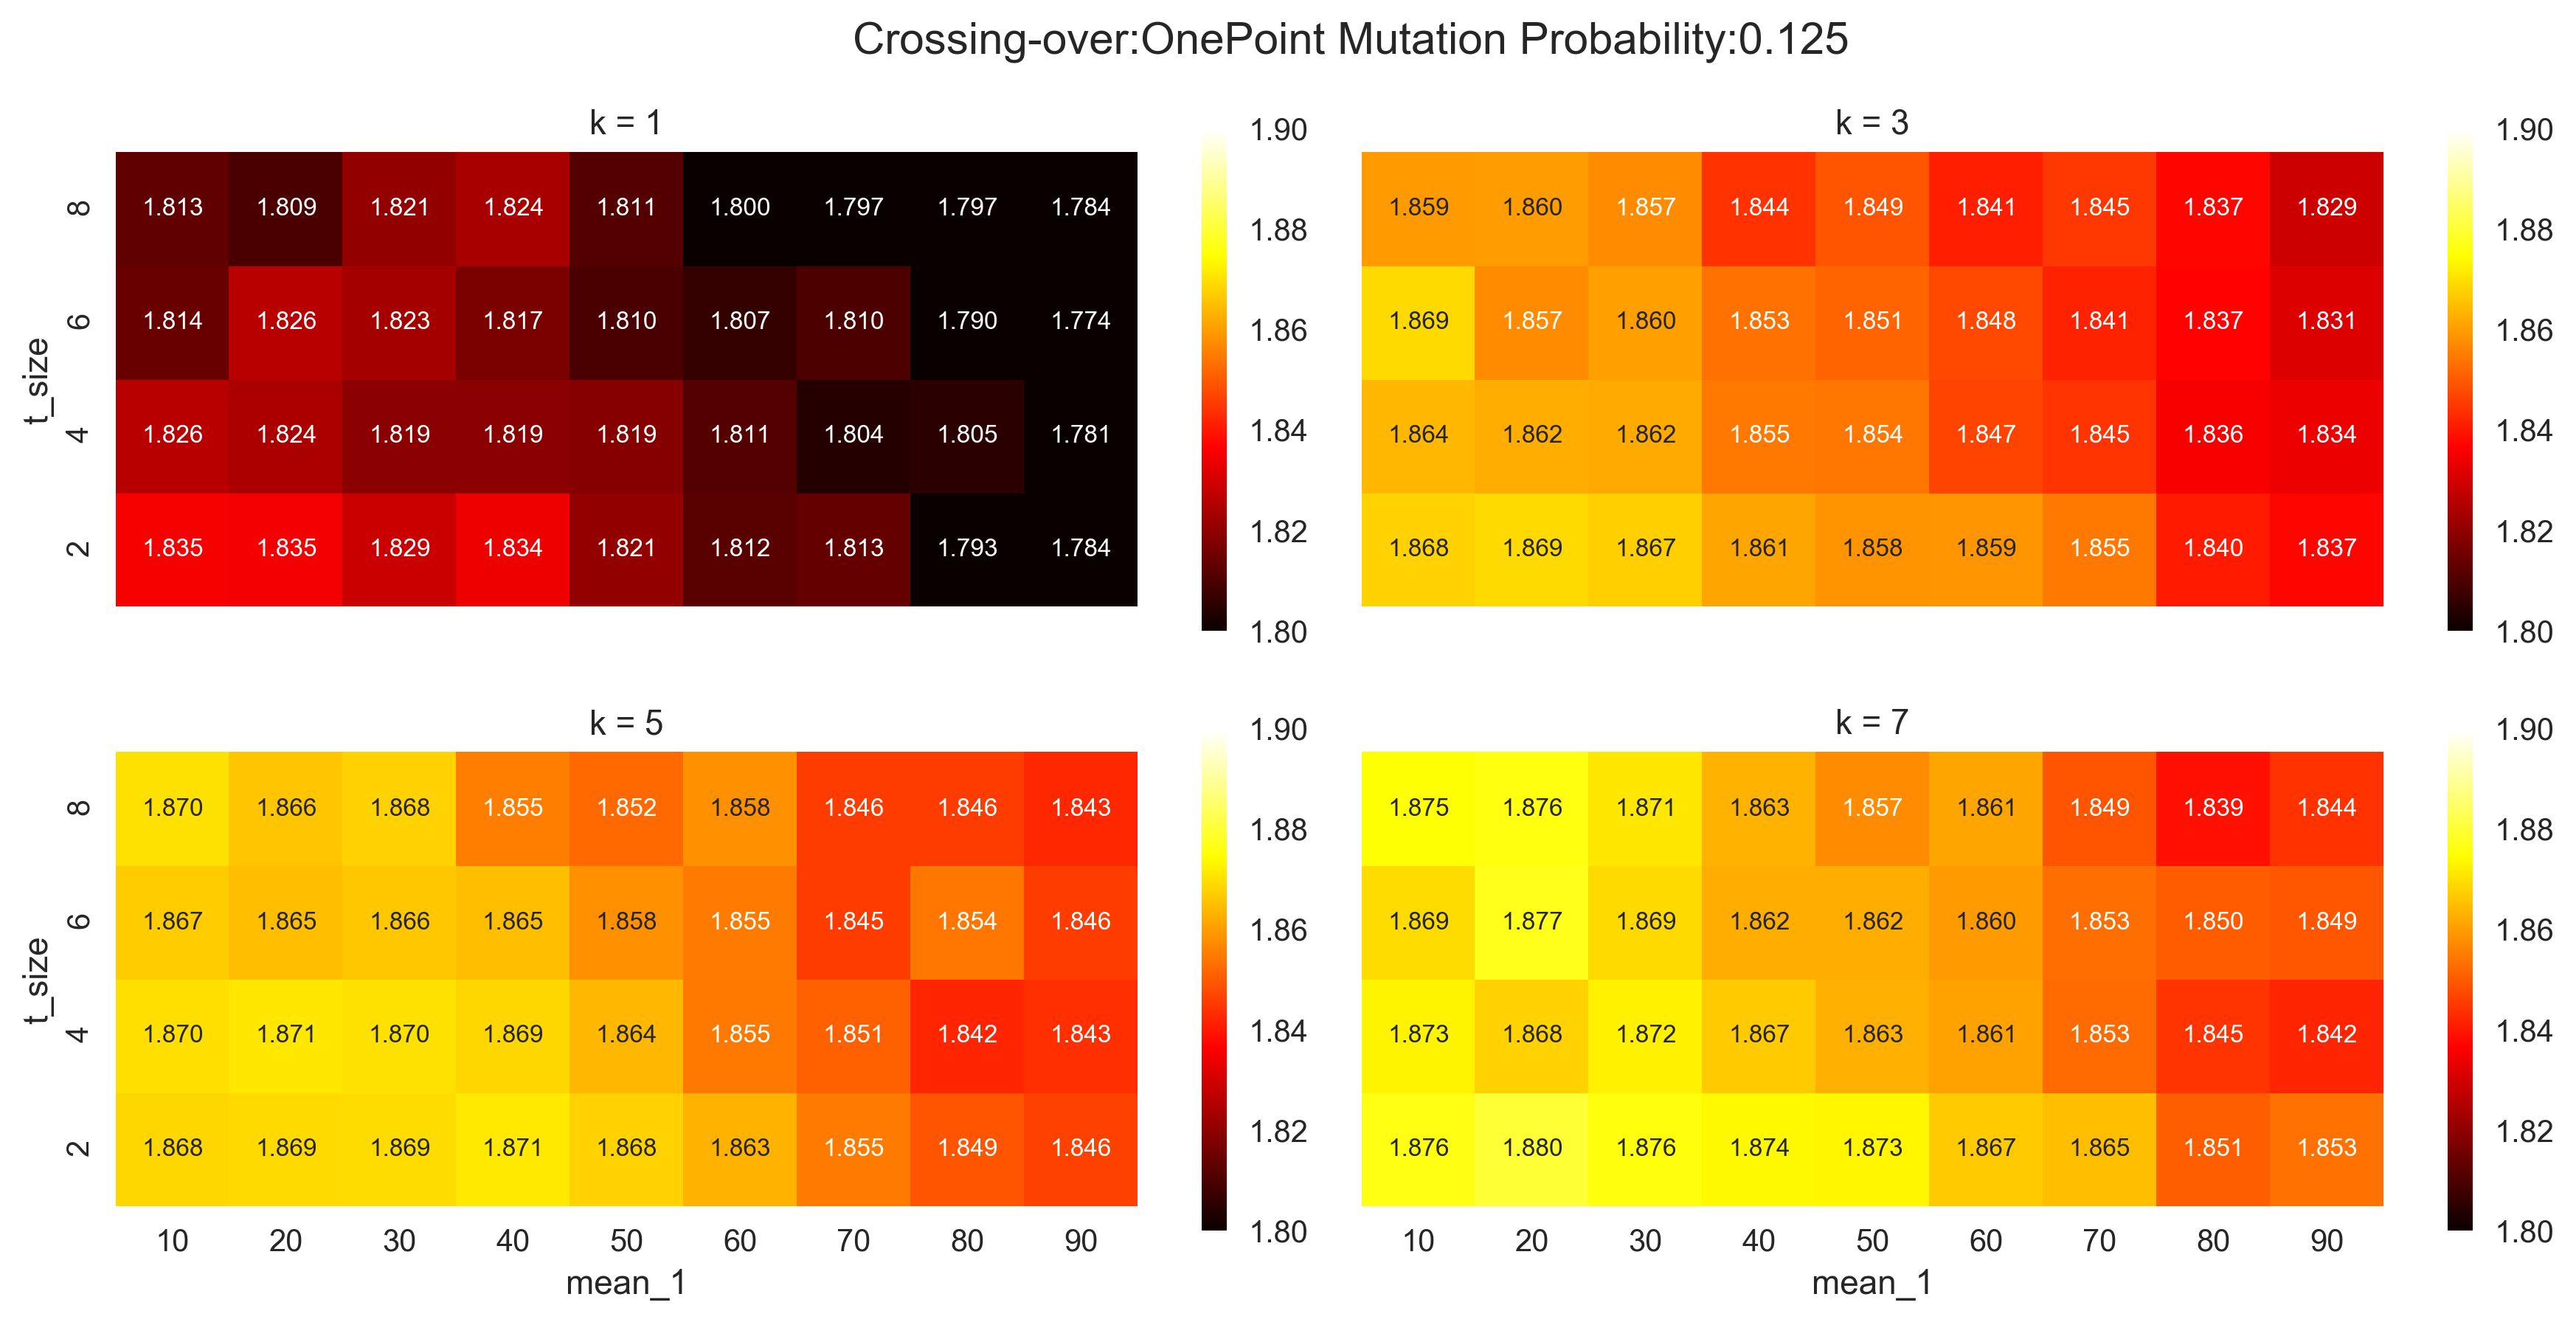 Crossing-over:OnePoint Mutation Probability:0.125
k = 1
1.90
1.88
1.86
1.84
1.82
1.80
t_size
8 1.813 1.809 1.821 1.824 1.811 1.800 1.797 1.797 1.784
6 1.814 1.826 1.823 1.817 1.810 1.807 1.810 1.790 1.774
4 1.826 1.824 1.819 1.819 1.819 1.811 1.804 1.805 1.781
2 1.835 1.835 1.829 1.834 1.821 1.812 1.813 1.793 1.784
k = 3
1.90
1.88
1.86
1.84
1.82
1.80
1.859 1.860 1.857 1.844 1.849 1.841 1.845 1.837 1.829
1.869 1.857 1.860 1.853 1.851 1.848 1.841 1.837 1.831
1.864 1.862 1.862 1.855 1.854 1.847 1.845 1.836 1.834
1.868 1.869 1.867 1.861 1.858 1.859 1.855 1.840 1.837
k = 5
1.90
1.88
1.86
1.84
1.82
1.80
t_size
8 1.870 1.866 1.868 1.855 1.852 1.858 1.846 1.846 1.843
6 1.867 1.865 1.866 1.865 1.858 1.855 1.845 1.854 1.846
4 1.870 1.871 1.870 1.869 1.864 1.855 1.851 1.842 1.843
2 1.868 1.869 1.869 1.871 1.868 1.863 1.855 1.849 1.846
10 20 30 40 50 60 70 80 90
mean_1
k = 7
1.90
1.88
1.86
1.84
1.82
1.80
1.875 1.876 1.871 1.863 1.857 1.861 1.849 1.839 1.844
1.869 1.877 1.869 1.862 1.862 1.860 1.853 1.850 1.849
1.873 1.868 1.872 1.867 1.863 1.861 1.853 1.845 1.842
1.876 1.880 1.876 1.874 1.873 1.867 1.865 1.851 1.853
10 20 30 40 50 60 70 80 90
mean_1